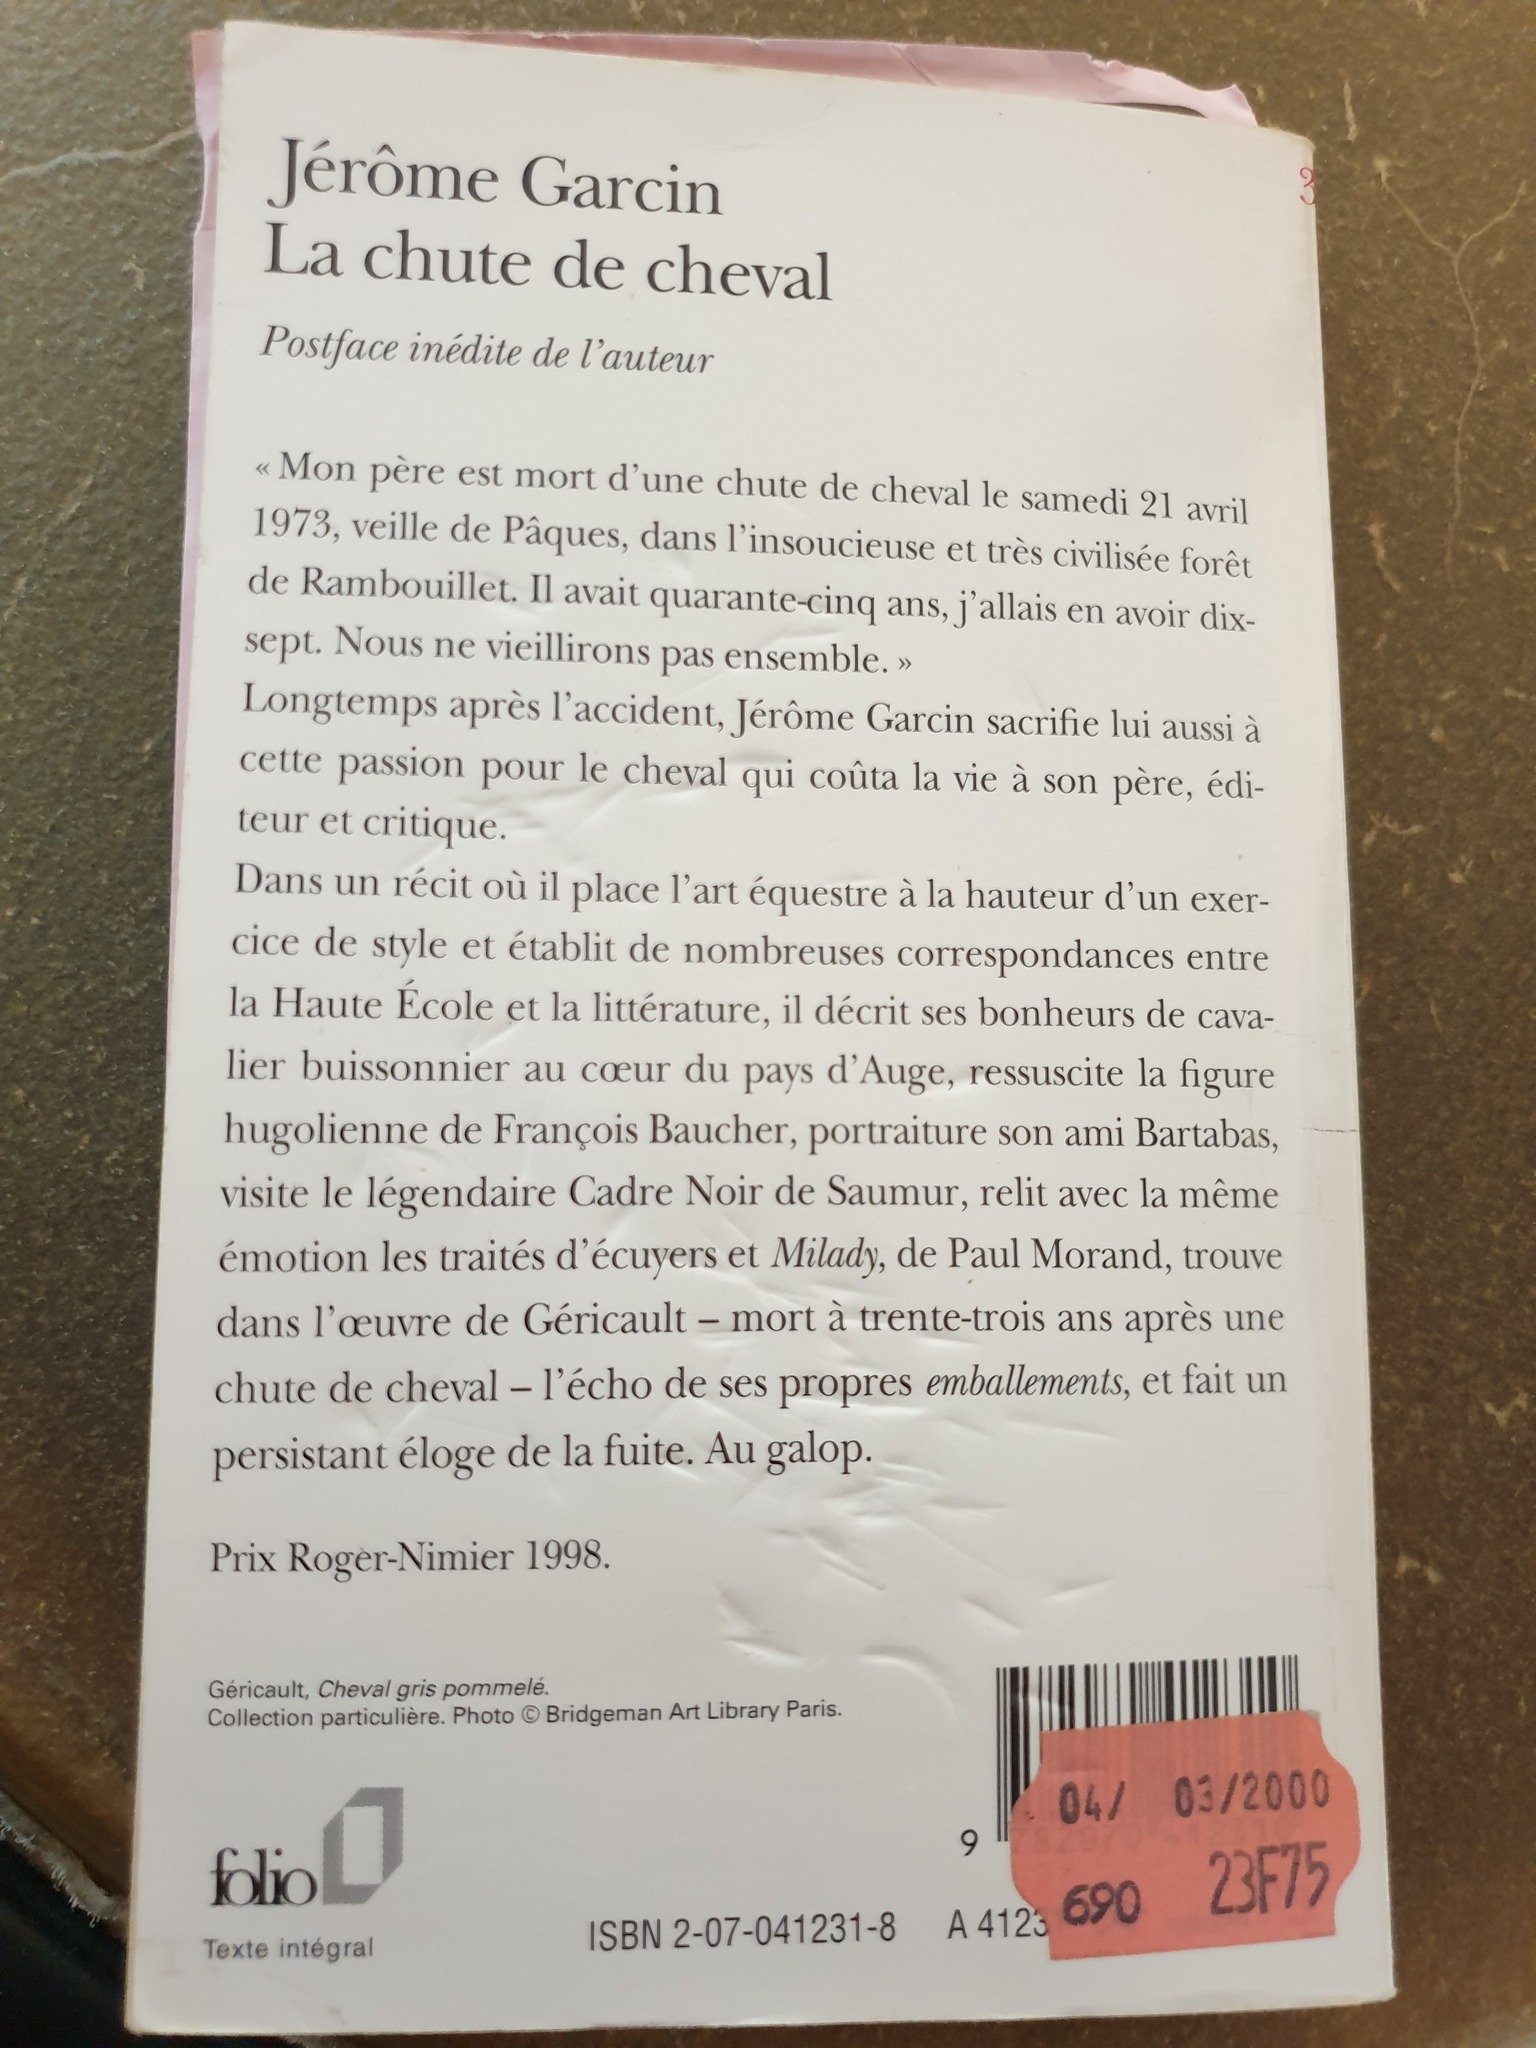 Jérôme Garcin
La chute de cheval
Postface inédite de l'auteur
3
« Mon père est mort d'une chute de cheval le samedi 21 avril
1973, veille de Pâques, dans l'insoucieuse et très civilisée forêt
de Rambouillet. Il avait quarante-cinq ans, j'allais en avoir dix-
sept. Nous ne vieillirons pas ensemble. »
Longtemps après l'accident, Jérôme Garcin sacrifie lui aussi à
cette passion pour le cheval qui coûta la vie à son père, édi-
teur et critique.
Dans un récit où il place l'art équestre à la hauteur d'un exer-
cice de style et établit de nombreuses correspondances entre
la Haute École et la littérature, il décrit ses bonheurs de cava-
lier buissonnier au cœur du pays d'Auge, ressuscite la figure
hugolienne de François Baucher, portraiture son ami Bartabas,
visite le légendaire Cadre Noir de Saumur, relit avec la même
émotion les traités d'écuyers et Milady, de Paul Morand, trouve
dans l'œuvre de Géricault – mort à trente-trois ans après une
chute de cheval – l'écho de ses propres emballements, et fait un
persistant éloge de la fuite. Au galop.
Prix Roger-Nimier 1998.
Géricault, Cheval gris pommelé.
Collection particulière. Photo © Bridgeman Art Library Paris.
folio
Texte intégral
9
04/ 03/2000
690 23F75
ISBN 2-07-041231-8 A 4123